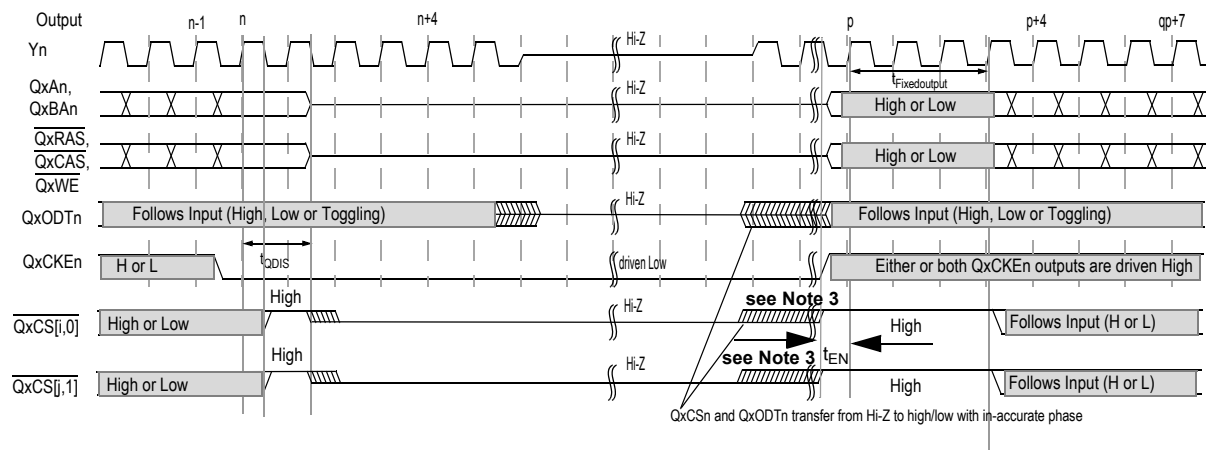 Output n-1 n n+4 p p+4 qp+7
Yn Hi-Z
tFixedoutput
QxAn,
QxBAn Hi-Z High or Low
QxRAS,
QxCAS, Hi-Z High or Low
QxWE
QxODTn Follows Input (High, Low or Toggling) Hi-Z Follows Input (High, Low or Toggling)
QxCKEn H or L tQDIS driven Low Either or both QxCKEn outputs are driven High
High Hi-Z see Note 3
QxCS[i,0] High or Low High Follows Input (H or L)
High Hi-Z see Note 3 tEN
QxCS[j,1] High or Low High Follows Input (H or L)
QxCSn and QxODTn transfer from Hi-Z to high/low with in-accurate phase